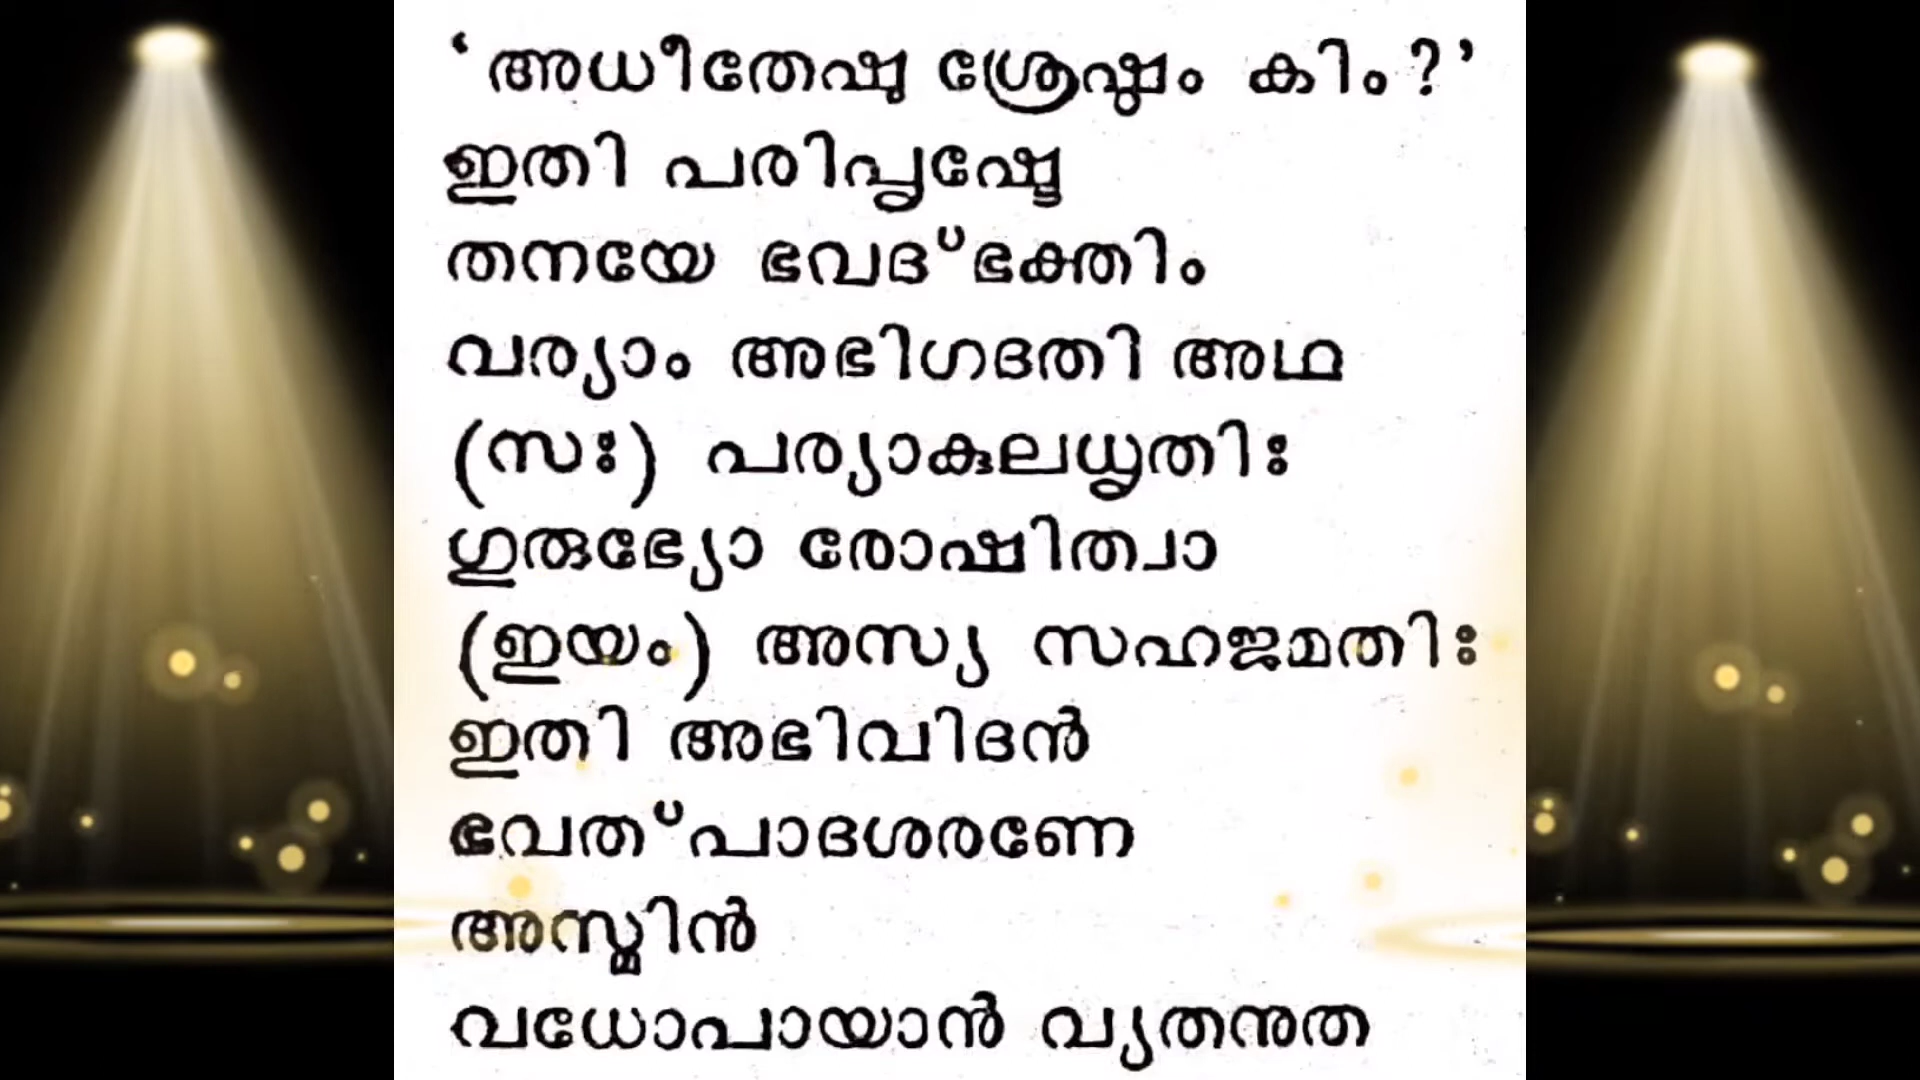 ‘അധീതേഷു ശ്രേഷ്ഠം കിം?’
ഇതി പരിപൃഷ്ടേ
തനയേ ഭവദ്ഭക്തിം
വര്യാം അഭിഗദതി അഥ
(സഃ) പര്യാകുലധൃതിഃ
ഗുരുഭ്യോ രോഷിത്വാ
(ഇയം) അസ്യ സഹജമതിഃ
ഇതി അഭിവിദൻ
ഭവത്പാദശരണേ
അസ്മിൻ
വധോപായാൻ വ്യതനുത